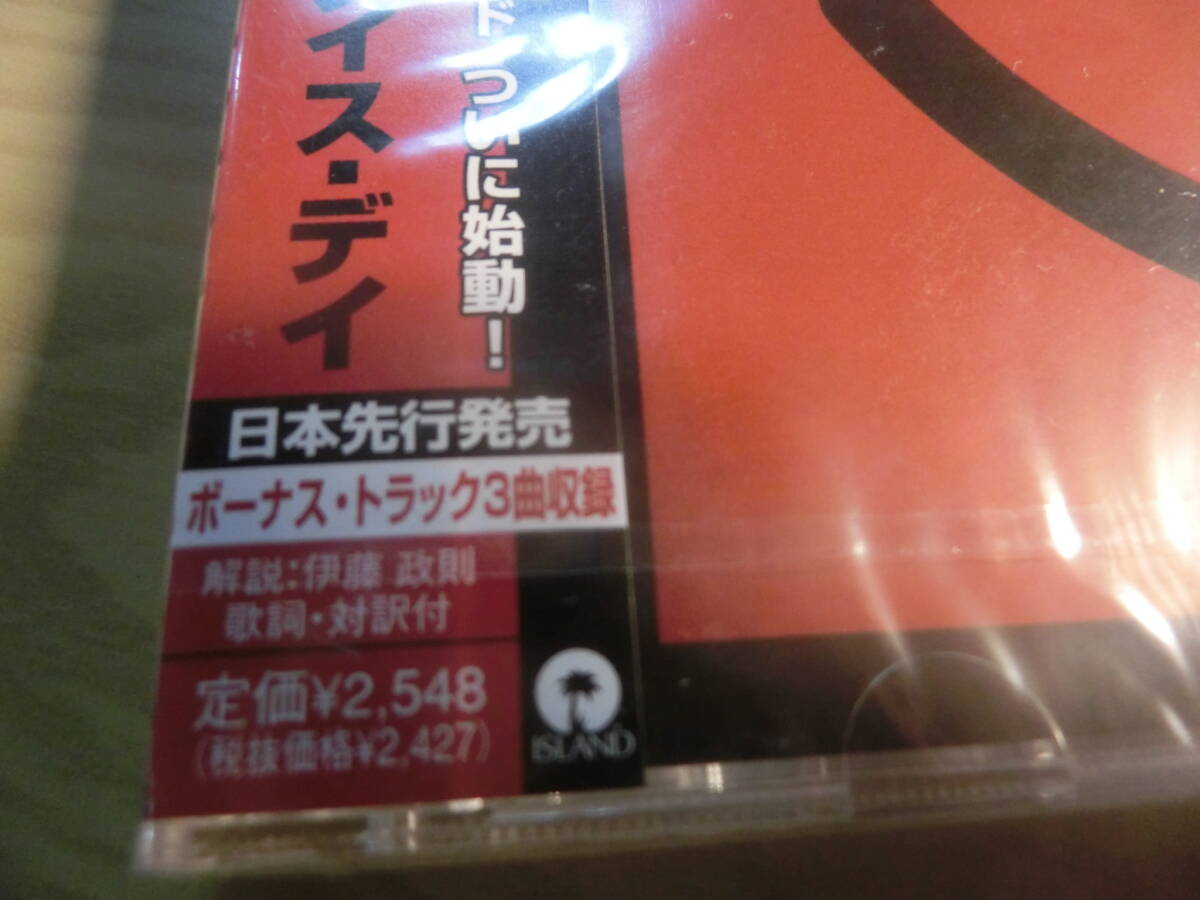 ィス・デイ
ド ついに始動!
日本先行発売
ボーナス・トラック3曲収録
解説:伊藤 政則
歌詞・対訳付
定価¥2,548
(税抜価格¥2,427)
ISLAND